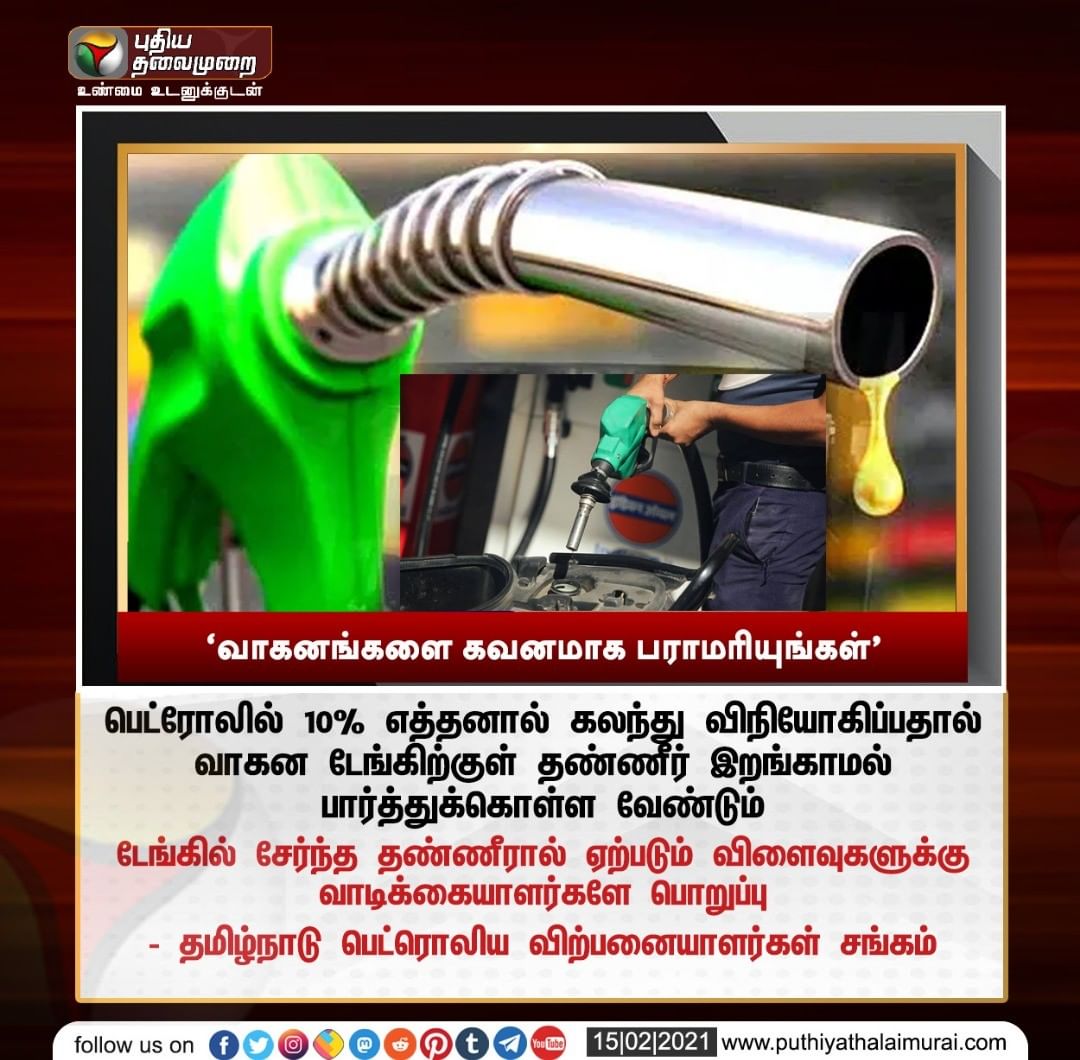 புதிய
தலைமுறை
உண்மை உடனுக்குடன்
‘வாகனங்களை கவனமாக பராமரியுங்கள்’
பெட்ரோலில் 10% எத்தனால் கலந்து விநியோகிப்பதால்
வாகன டேங்கிற்குள் தண்ணீர் இறங்காமல்
பார்த்துக்கொள்ள வேண்டும்
டேங்கில் சேர்ந்த தண்ணீரால் ஏற்படும் விளைவுகளுக்கு
வாடிக்கையாளர்களே பொறுப்பு
- தமிழ்நாடு பெட்ரொலிய விற்பனையாளர்கள் சங்கம்
follow us on
You Tube
15|02|2021
www.puthiyathalaimurai.com